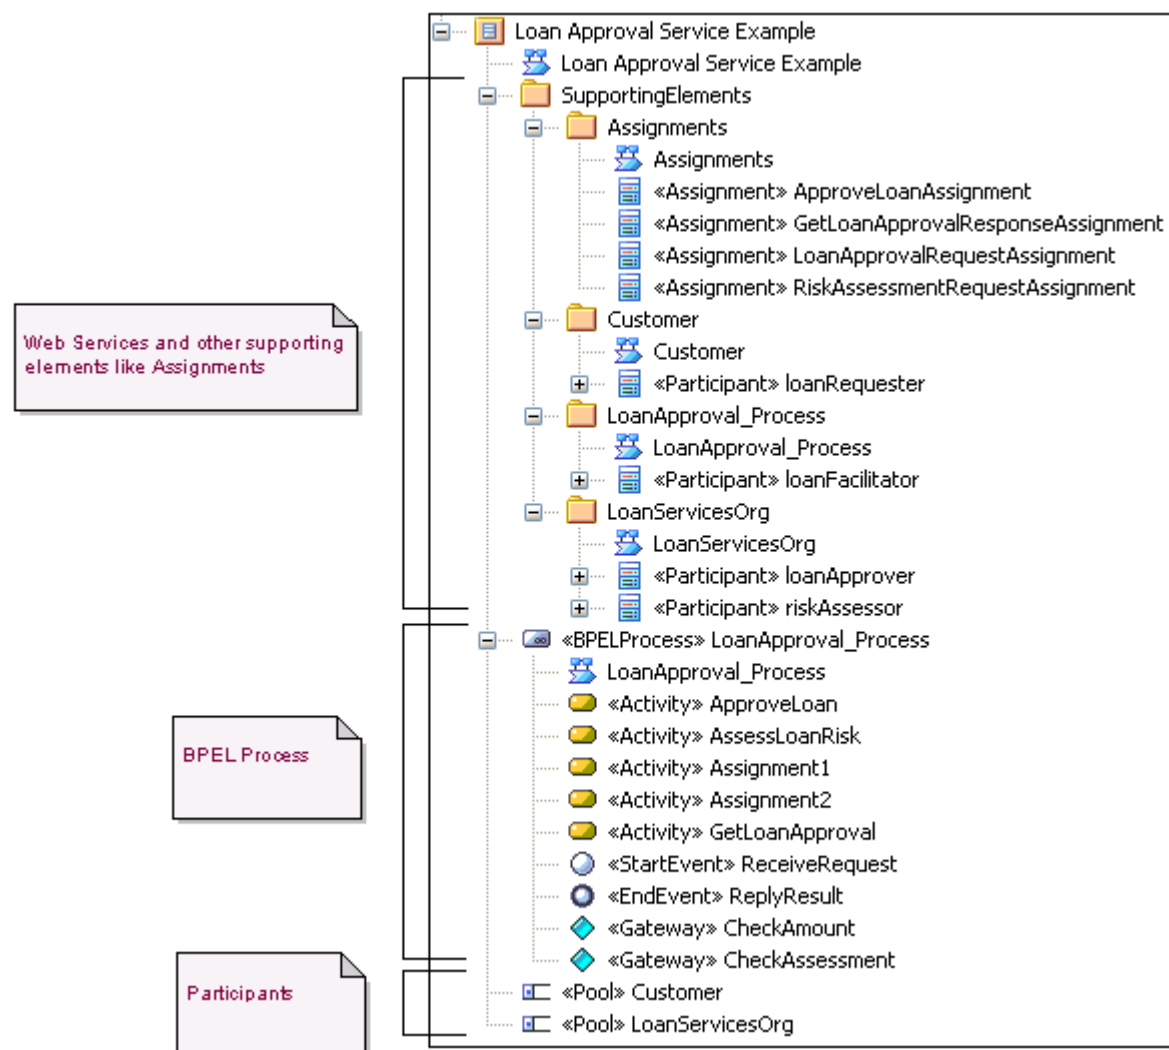 Loan Approval Service Example
Loan Approval Service Example
SupportingElements
Assignments
Assignments
«Assignment» ApproveLoanAssignment
«Assignment» GetLoanApprovalResponseAssignment
«Assignment» LoanApprovalRequestAssignment
«Assignment» RiskAssessmentRequestAssignment
Customer
Customer
«Participant» loanRequester
LoanApproval_Process
LoanApproval_Process
«Participant» loanFacilitator
LoanServicesOrg
LoanServicesOrg
«Participant» loanApprover
«Participant» riskAssessor
Web Services and other supporting
elements like Assignments
«BPELProcess» LoanApproval_Process
LoanApproval_Process
«Activity» ApproveLoan
«Activity» AssessLoanRisk
«Activity» Assignment1
«Activity» Assignment2
«Activity» GetLoanApproval
«StartEvent» ReceiveRequest
«EndEvent» ReplyResult
«Gateway» CheckAmount
«Gateway» CheckAssessment
BPEL Process
«Pool» Customer
«Pool» LoanServicesOrg
Participants